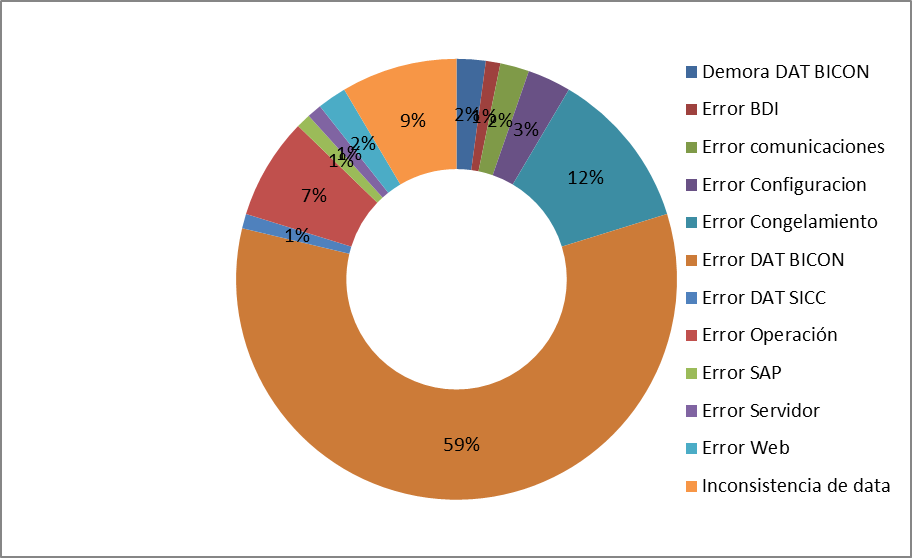 2%
1%
2%
3%
12%
59%
1%
7%
1%
1%
2%
9%
Demora DAT BICON
Error BDI
Error comunicaciones
Error Configuracion
Error Congelamiento
Error DAT BICON
Error DAT SICC
Error Operación
Error SAP
Error Servidor
Error Web
Inconsistencia de data